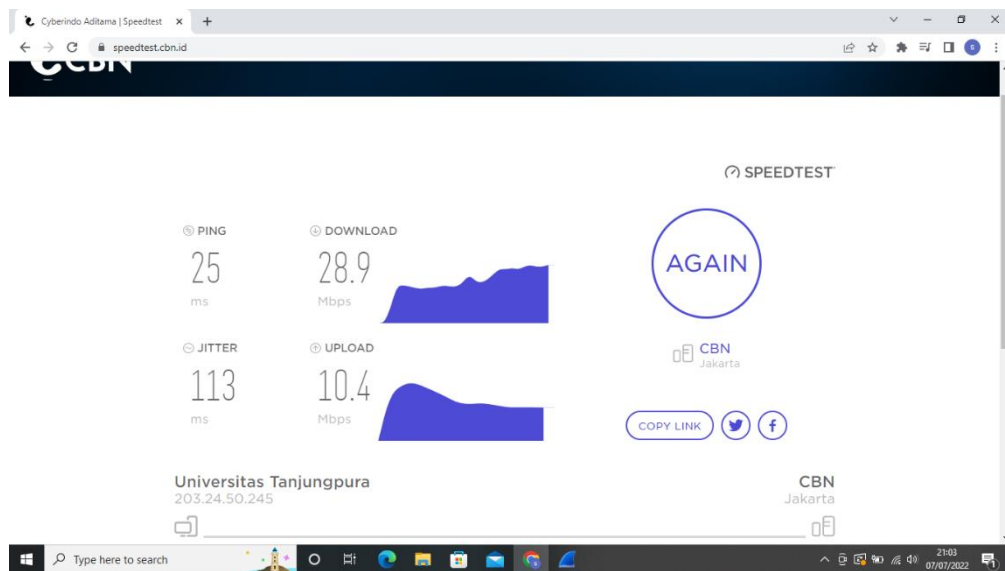 Cyberindo Aditama | Speedtest
speedtest.cbn.id
CBN
SPEEDTEST
PING
DOWNLOAD
25
28.9
ms
Mbps
AGAIN
JITTER
UPLOAD
CBN
Jakarta
113
10.4
ms
Mbps
COPY LINK
Universitas Tanjungpura
CBN
203.24.50.245
Jakarta
Type here to search
21:03
07/07/2022